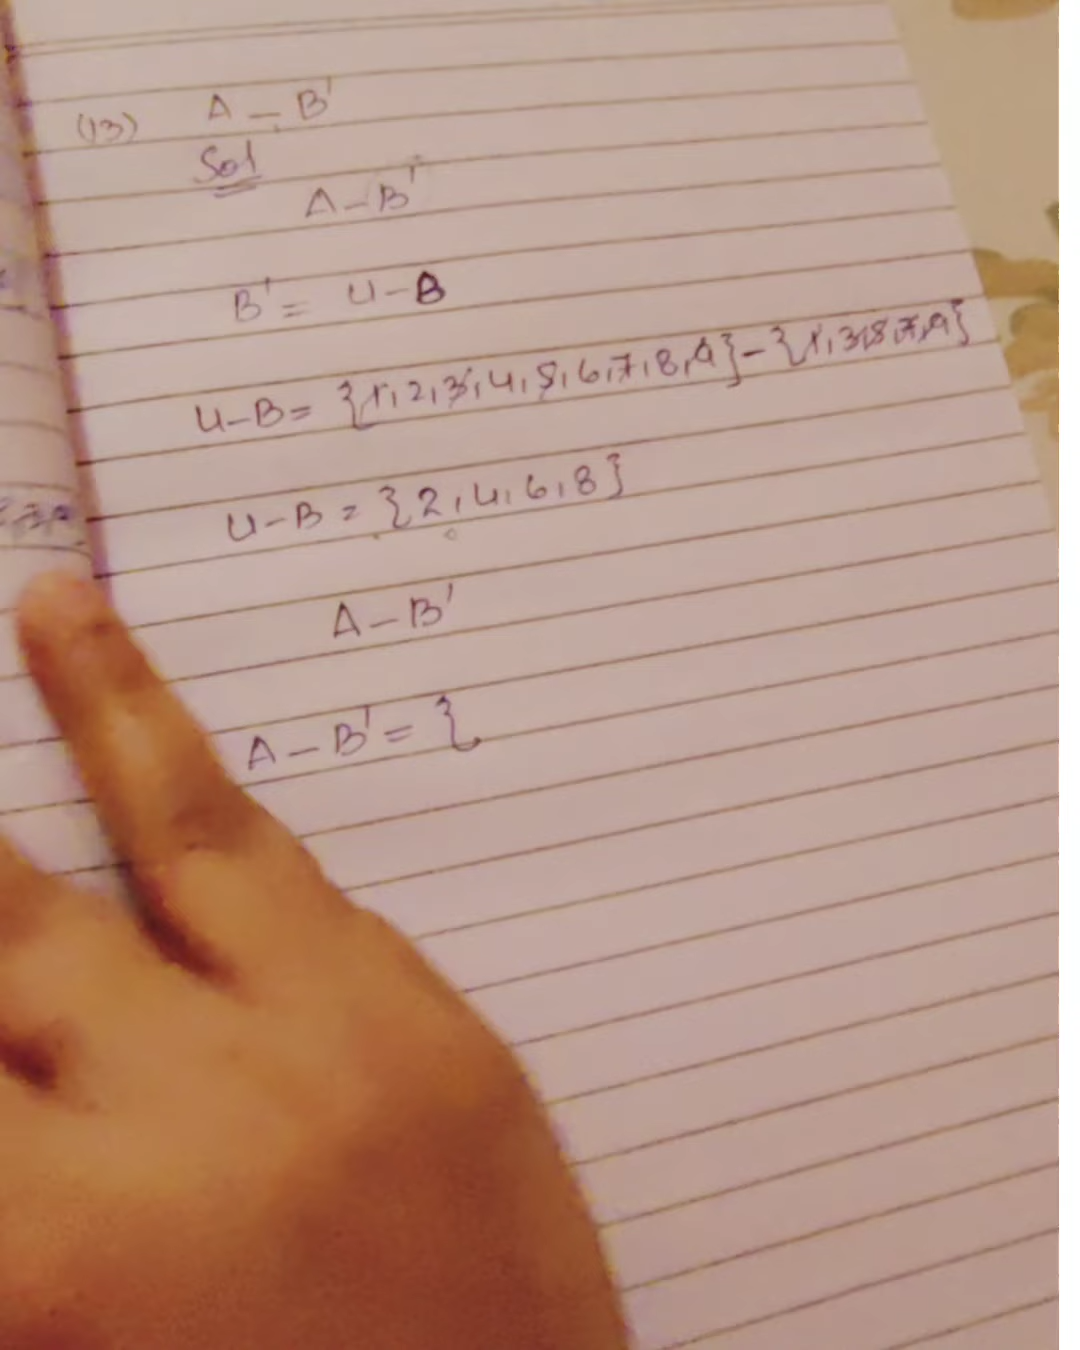 (13) A - B'
Sol
A - B'
B' = U - B
U - B = {1, 2, 3, 4, 5, 6, 7, 8, 9} - {1, 3, 5, 7, 9}
U - B = {2, 4, 6, 8}
A - B'
A - B' = {